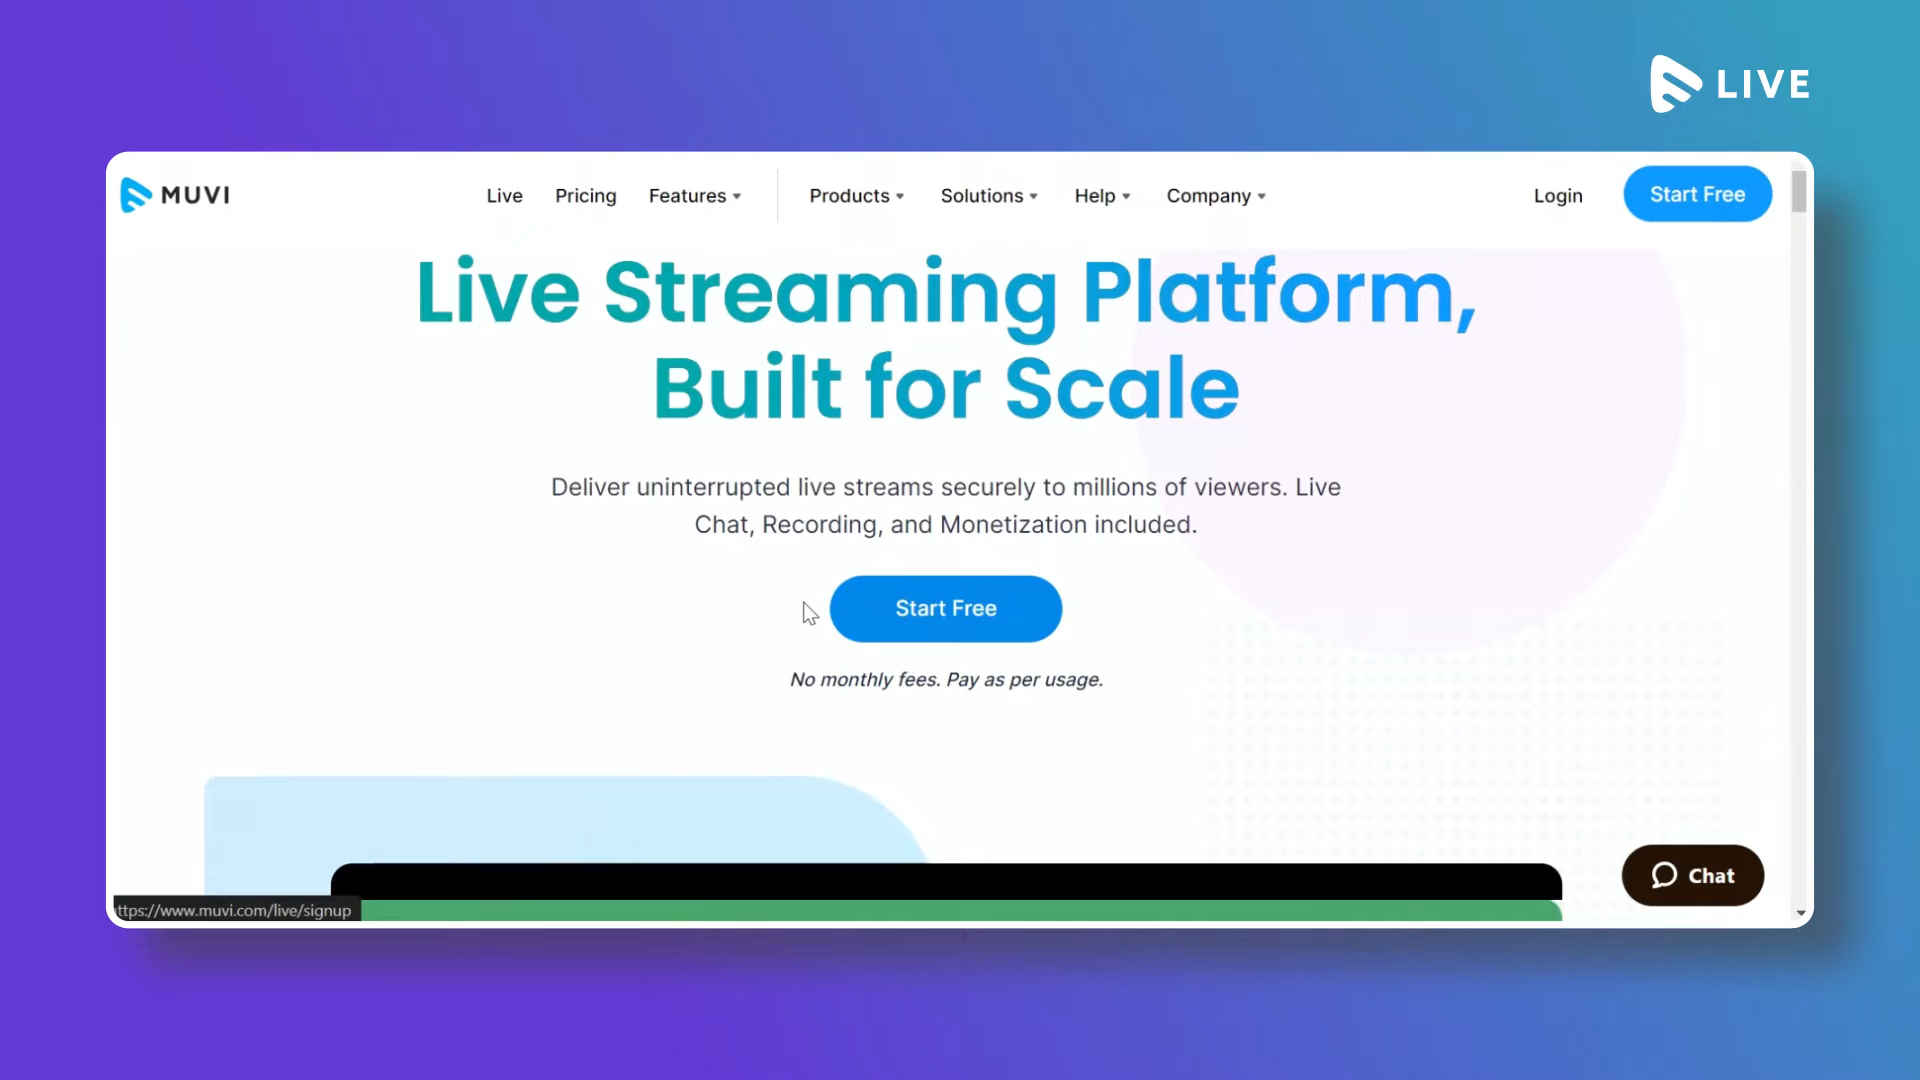 LIVE
MUVI
Live Pricing Features Products Solutions Help Company Login Start Free
Live Streaming Platform,
Built for Scale
Deliver uninterrupted live streams securely to millions of viewers. Live
Chat, Recording, and Monetization included.
Start Free
No monthly fees. Pay as per usage.
Chat
ttps://www.muvi.com/live/signup